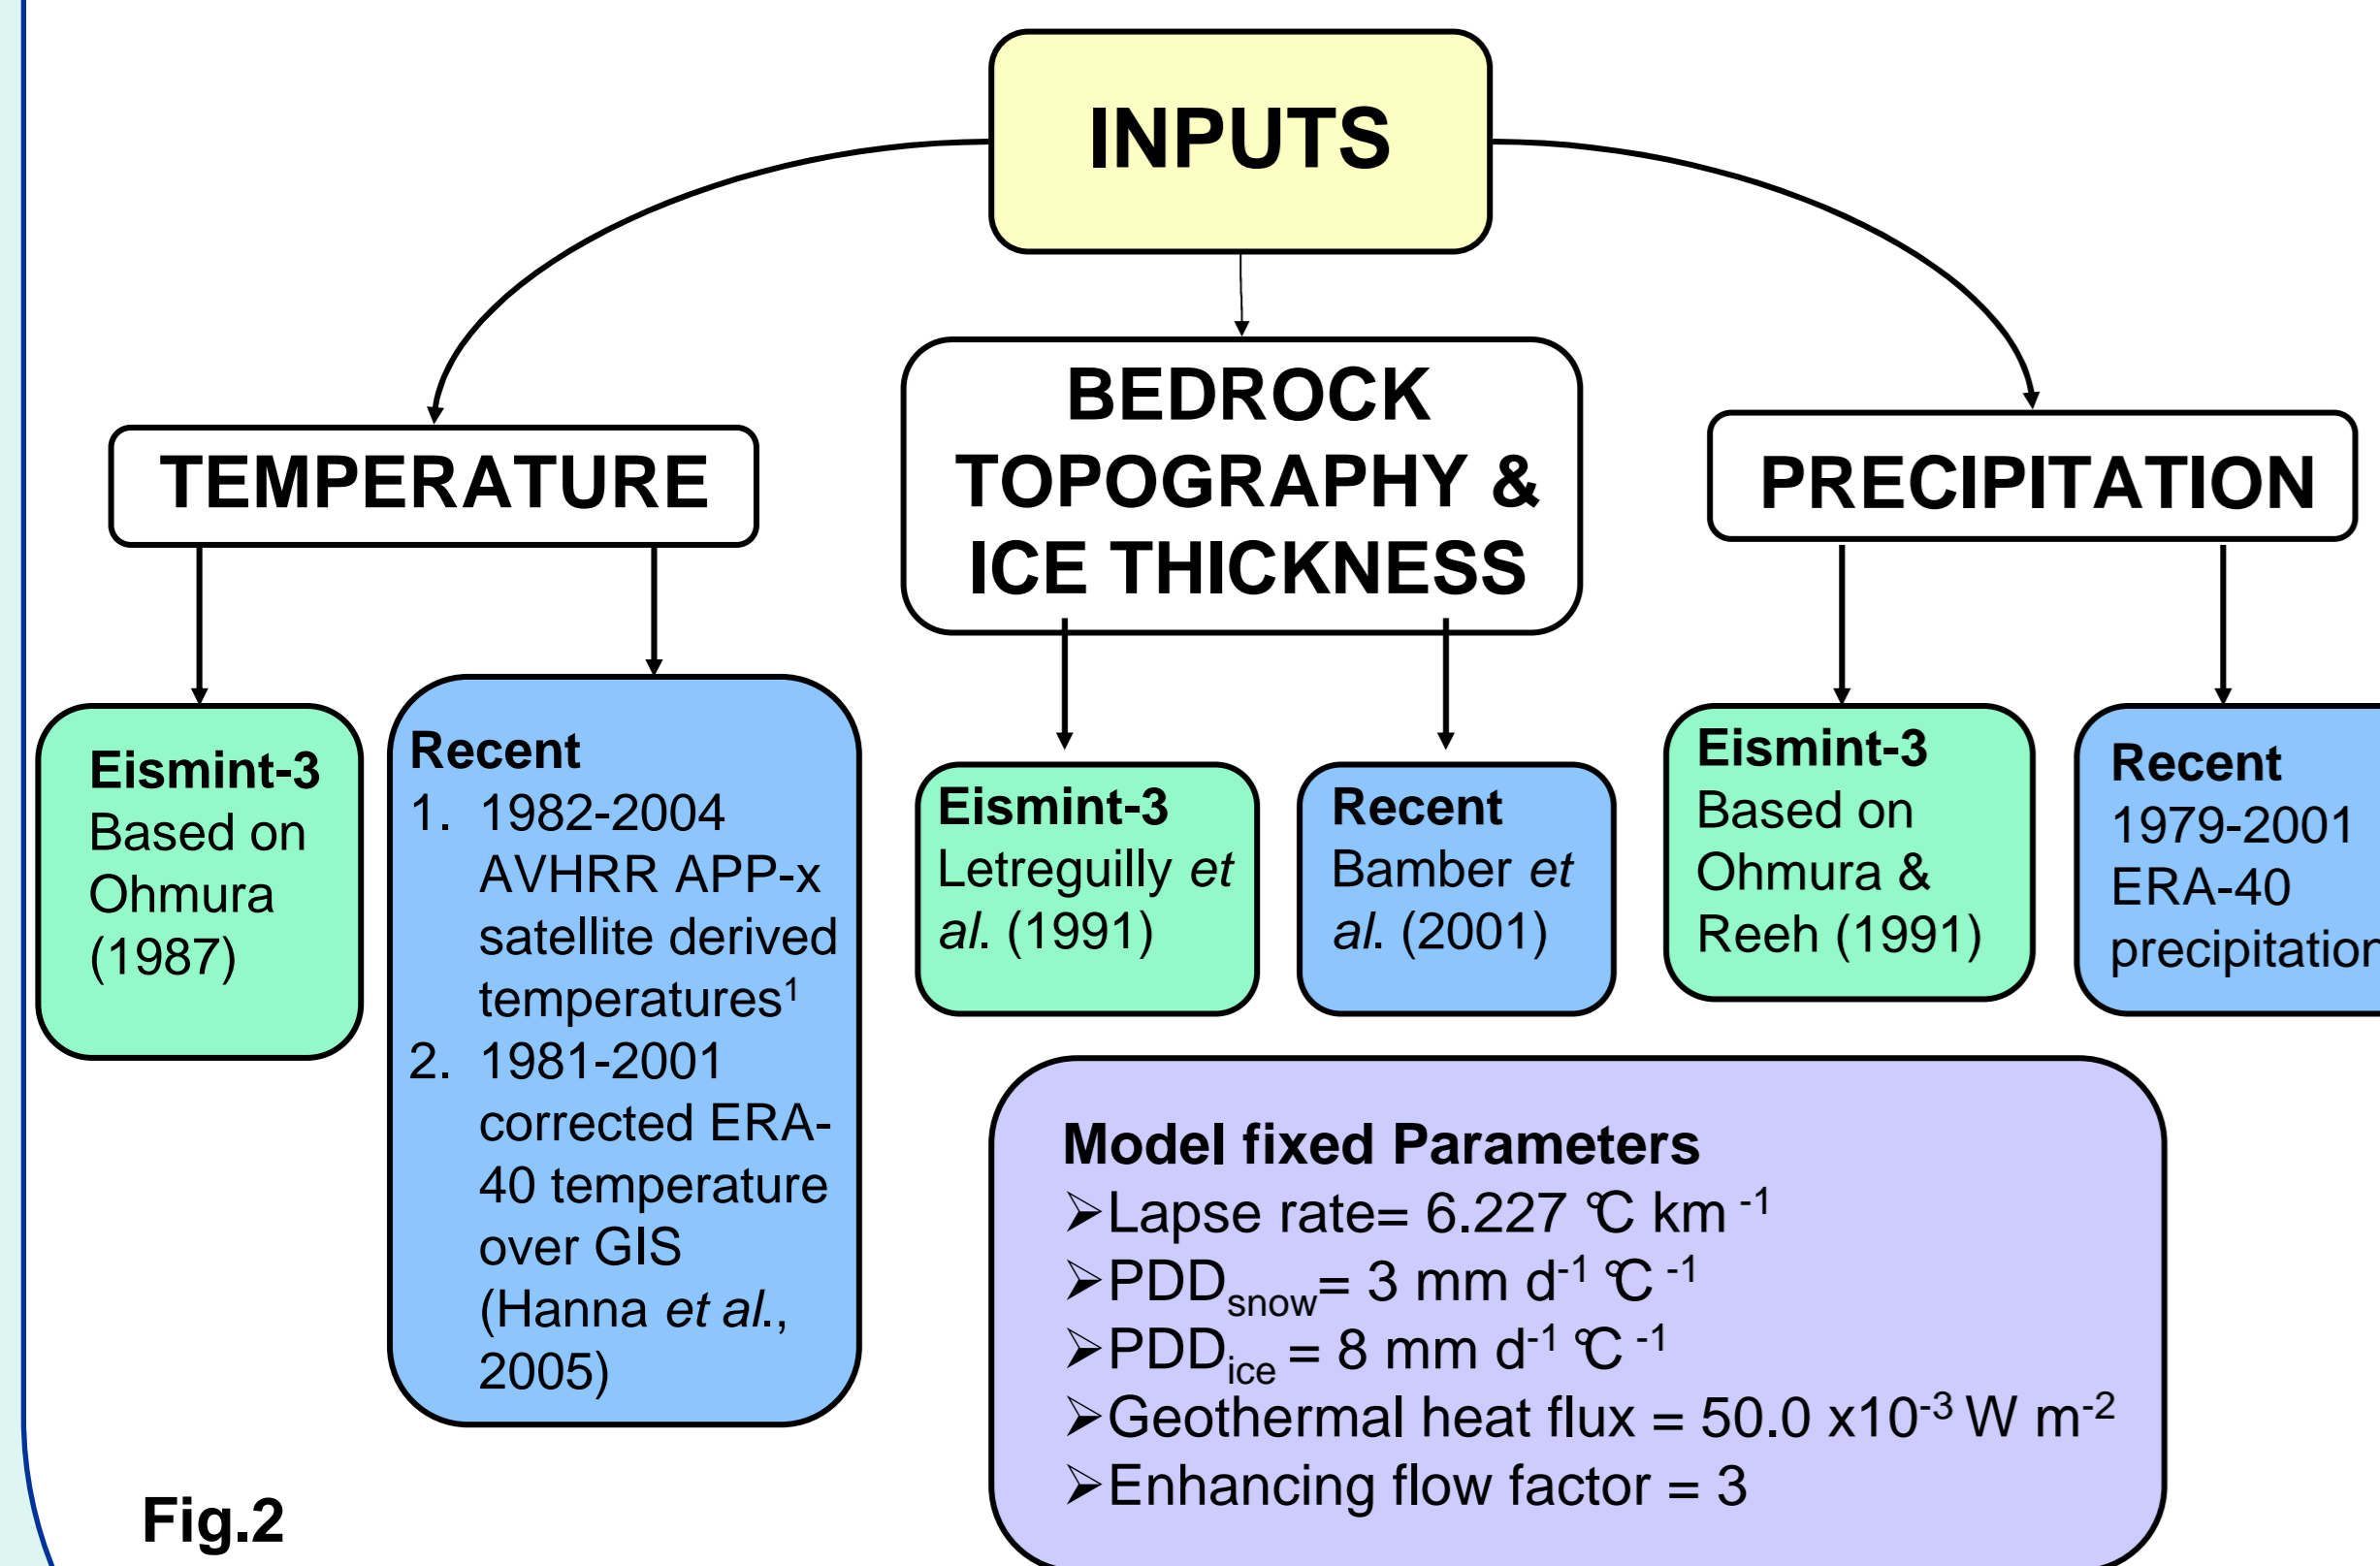 INPUTS
TEMPERATURE
BEDROCK
TOPOGRAPHY &
ICE THICKNESS
PRECIPITATION
Eismint-3
Based on
Ohmura
(1987)
Recent
1. 1982-2004
AVHRR APP-x
satellite derived
temperatures¹
2. 1981-2001
corrected ERA-
40 temperature
over GIS
(Hanna et al.,
2005)
Eismint-3
Letreguilly et
al. (1991)
Recent
Bamber et
al. (2001)
Eismint-3
Based on
Ohmura &
Reeh (1991)
Recent
1979-2001
ERA-40
precipitation
Model fixed Parameters
➢Lapse rate= 6.227 °C km ⁻¹
➢PDDsnow= 3 mm d⁻¹ °C ⁻¹
➢PDDice = 8 mm d⁻¹ °C ⁻¹
➢Geothermal heat flux = 50.0 x10⁻³ W m⁻²
➢Enhancing flow factor = 3
Fig.2